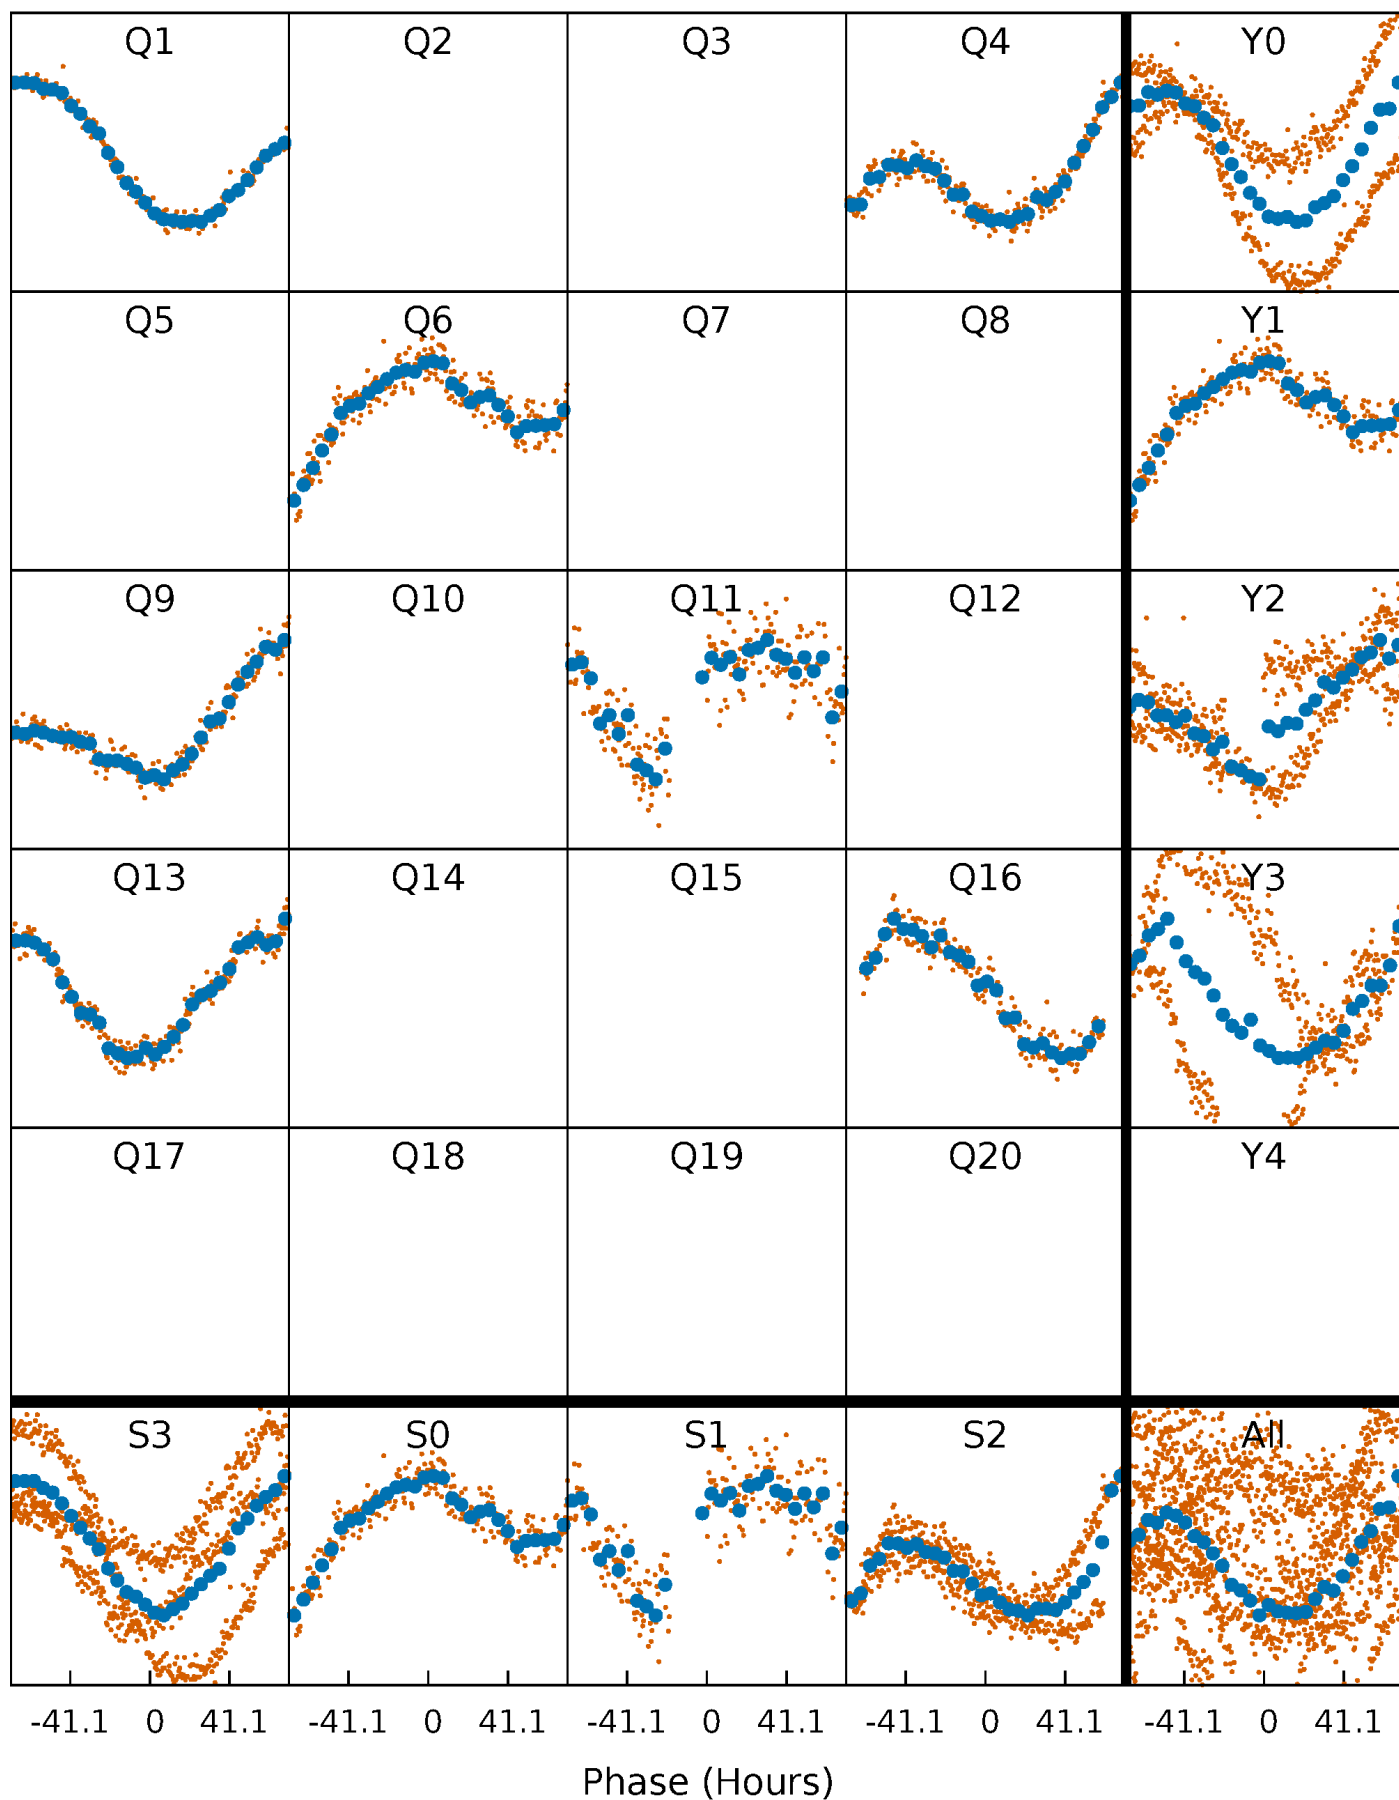 Q1 Q2 Q3 Q4 Y0
Q5 Q6 Q7 Q8 Y1
Q9 Q10 Q11 Q12 Y2
Q13 Q14 Q15 Q16 Y3
Q17 Q18 Q19 Q20 Y4
S3 S0 S1 S2 All
-41.1 0 41.1 -41.1 0 41.1 -41.1 0 41.1 -41.1 0 41.1 -41.1 0 41.1
Phase (Hours)